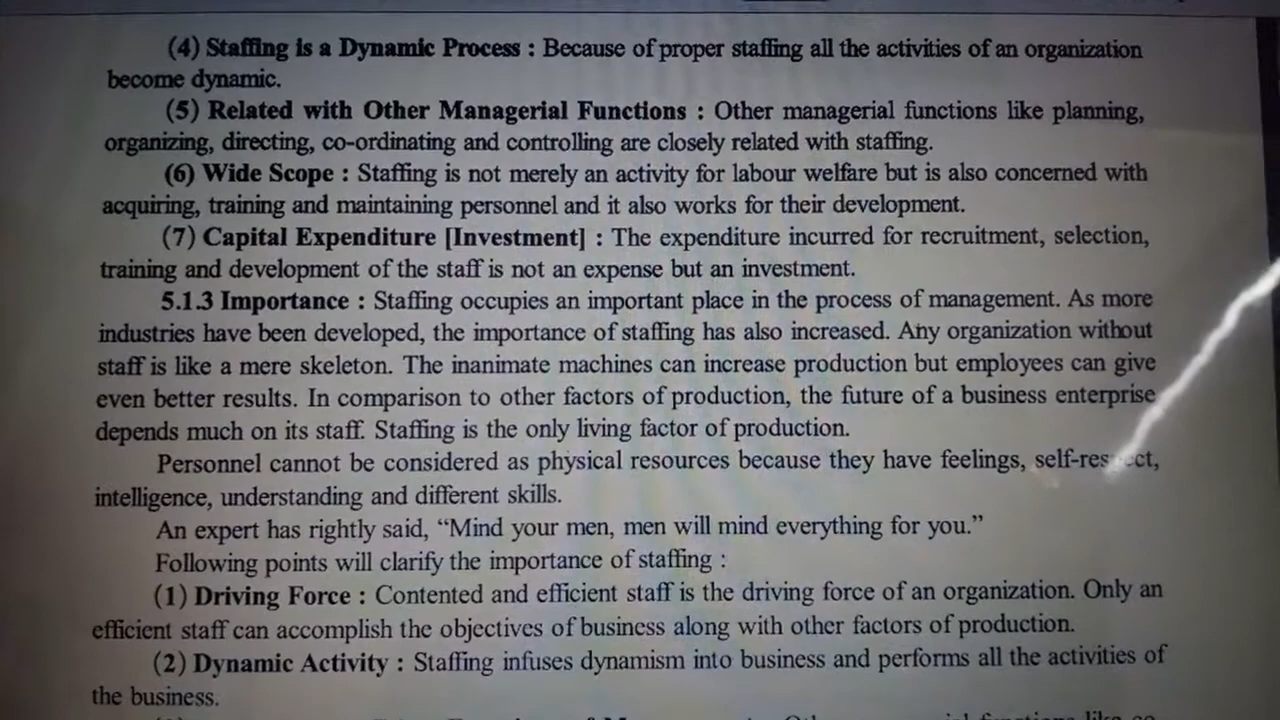 (4) Staffing is a Dynamic Process : Because of proper staffing all the activities of an organization
become dynamic.
(5) Related with Other Managerial Functions : Other managerial functions like planning,
organizing, directing, co-ordinating and controlling are closely related with staffing.
(6) Wide Scope : Staffing is not merely an activity for labour welfare but is also concerned with
acquiring, training and maintaining personnel and it also works for their development.
(7) Capital Expenditure [Investment] : The expenditure incurred for recruitment, selection,
training and development of the staff is not an expense but an investment.
5.1.3 Importance : Staffing occupies an important place in the process of management. As more
industries have been developed, the importance of staffing has also increased. Any organization without
staff is like a mere skeleton. The inanimate machines can increase production but employees can give
even better results. In comparison to other factors of production, the future of a business enterprise
depends much on its staff. Staffing is the only living factor of production.
Personnel cannot be considered as physical resources because they have feelings, self-respect,
intelligence, understanding and different skills.
An expert has rightly said, “Mind your men, men will mind everything for you.”
Following points will clarify the importance of staffing :
(1) Driving Force : Contented and efficient staff is the driving force of an organization. Only an
efficient staff can accomplish the objectives of business along with other factors of production.
(2) Dynamic Activity : Staffing infuses dynamism into business and performs all the activities of
the business.